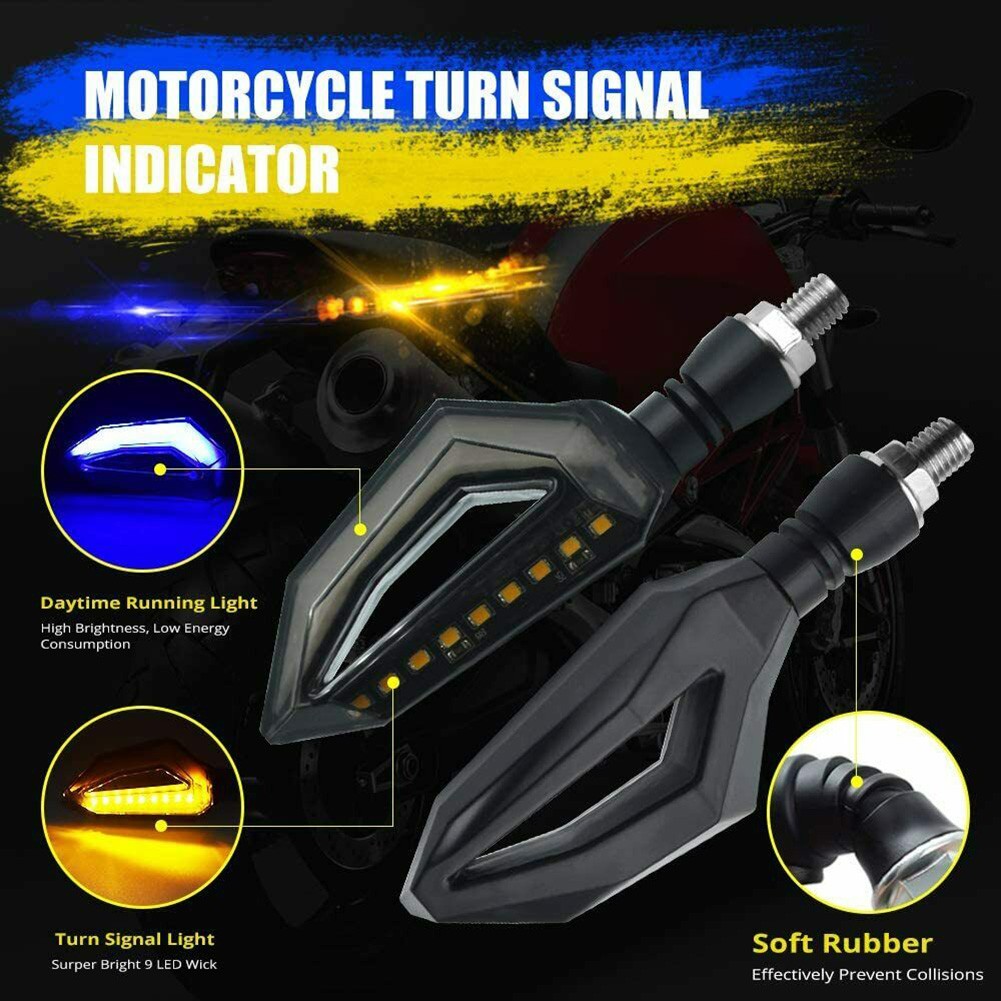 MOTORCYCLE TURN SIGNAL
INDICATOR
Daytime Running Light
High Brightness, Low Energy
Consumption
Turn Signal Light
Surper Bright 9 LED Wick
Soft Rubber
Effectively Prevent Collisions